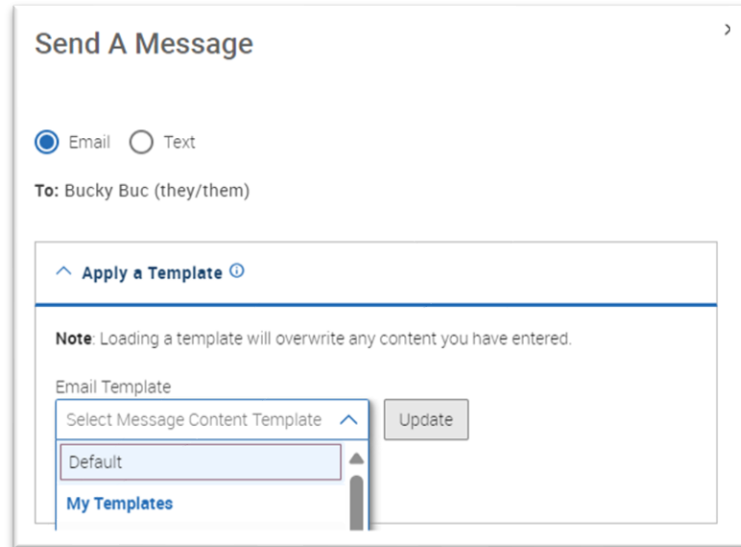 Send A Message
Email Text
To: Bucky Buc (they/them)
Apply a Template
Note: Loading a template will overwrite any content you have entered.
Email Template
Select Message Content Template Update
Default
My Templates